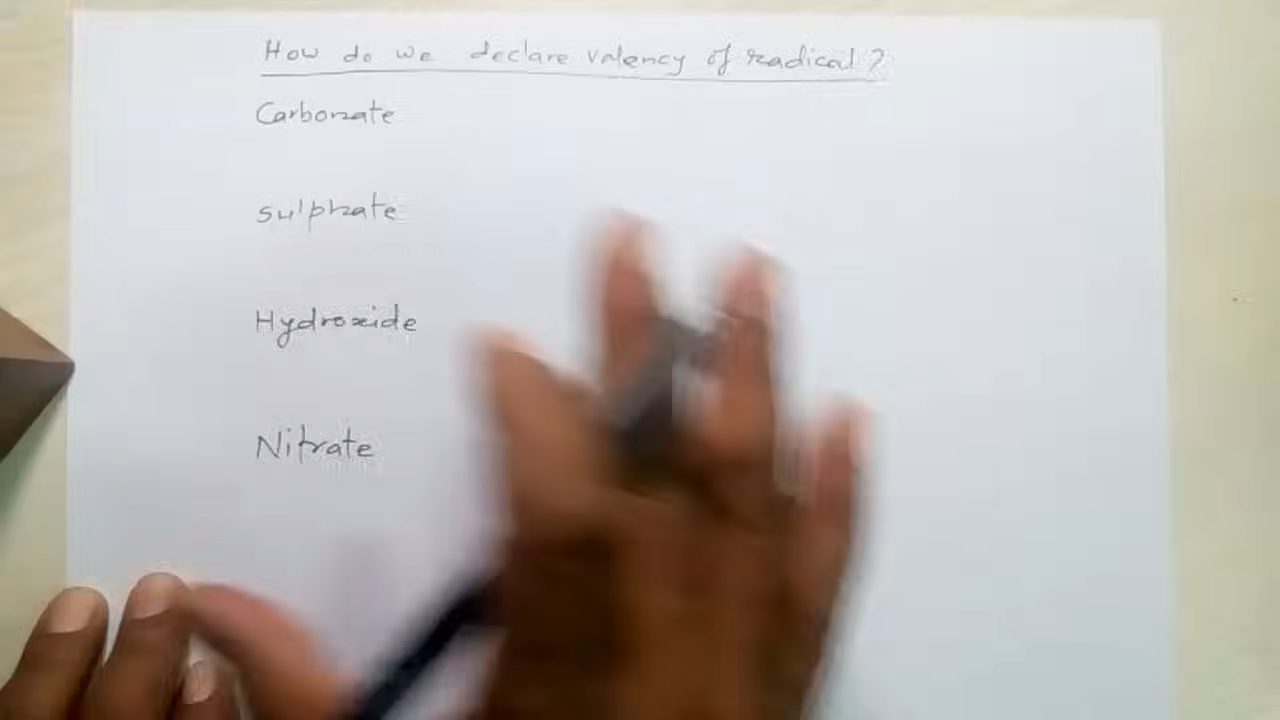 How do we declare valency of radical?
Carbonate
sulphate
Hydroxide
Nitrate